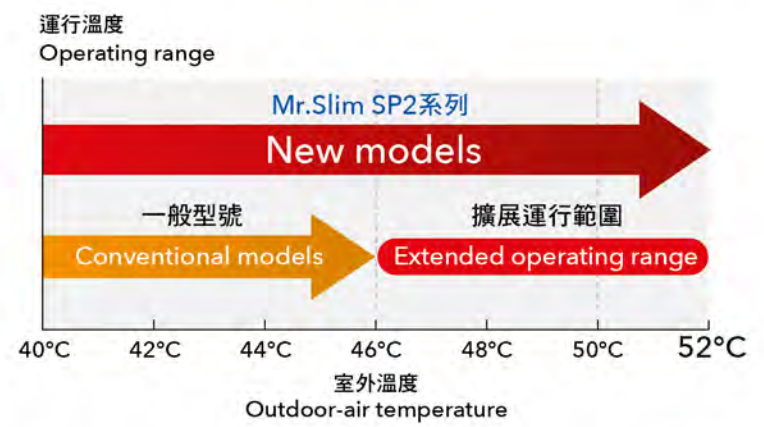 運行溫度
Operating range
Mr.Slim SP2系列
New models
一般型號
擴展運行範圍
Conventional models
Extended operating range
40°C 42°C 44°C 46°C 48°C 50°C 52°C
室外溫度
Outdoor-air temperature